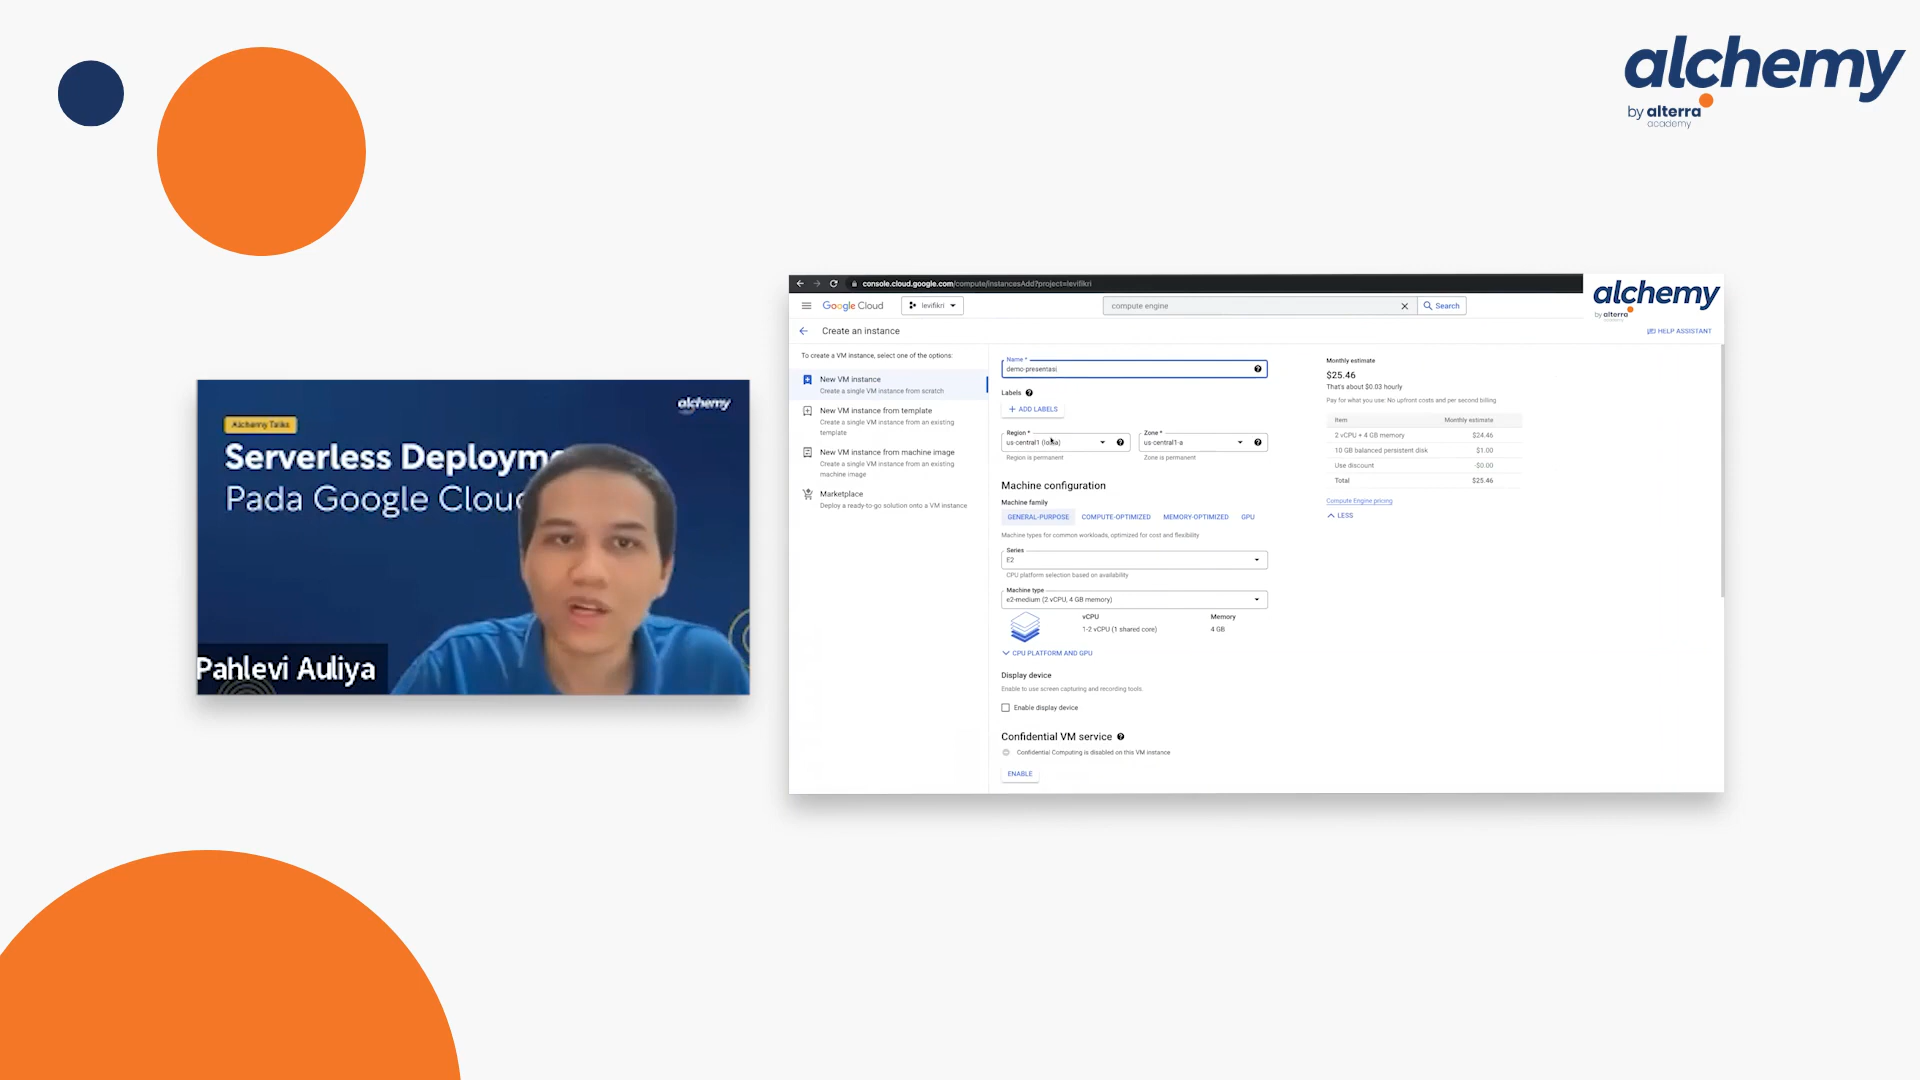 alchemy
by alterra
academy
alchemy
Alchemy Talks
Serverless Deployme
Pada Google Clou
Pahlevi Auliya
console.cloud.google.com/compute/instancesAdd?project=levifikri
Google Cloud
levifikri
compute engine
Search
alchemy
by alterra
Create an instance
HELP ASSISTANT
To create a VM instance, select one of the options:
New VM instance
Create a single VM instance from scratch
New VM instance from template
Create a single VM instance from an existing
template
New VM instance from machine image
Create a single VM instance from an existing
machine image
Marketplace
Deploy a ready-to-go solution onto a VM instance
Name *
demo-presentasi
Labels
+ ADD LABELS
Region *
us-central1 (Iowa)
Region is permanent
Zone *
us-central1-a
Zone is permanent
Machine configuration
Machine family
GENERAL-PURPOSE COMPUTE-OPTIMIZED MEMORY-OPTIMIZED GPU
Machine types for common workloads, optimized for cost and flexibility
Series
E2
CPU platform selection based on availability
Machine type
e2-medium (2 vCPU, 4 GB memory)
vCPU Memory
1-2 vCPU (1 shared core) 4 GB
CPU PLATFORM AND GPU
Display device
Enable to use screen capturing and recording tools.
Enable display device
Confidential VM service
Confidential Computing is disabled on this VM instance
ENABLE
Monthly estimate
$25.46
That's about $0.03 hourly
Pay for what you use: No upfront costs and per second billing
Item Monthly estimate
2 vCPU + 4 GB memory $24.46
10 GB balanced persistent disk $1.00
Use discount -$0.00
Total $25.46
Compute Engine pricing
LESS